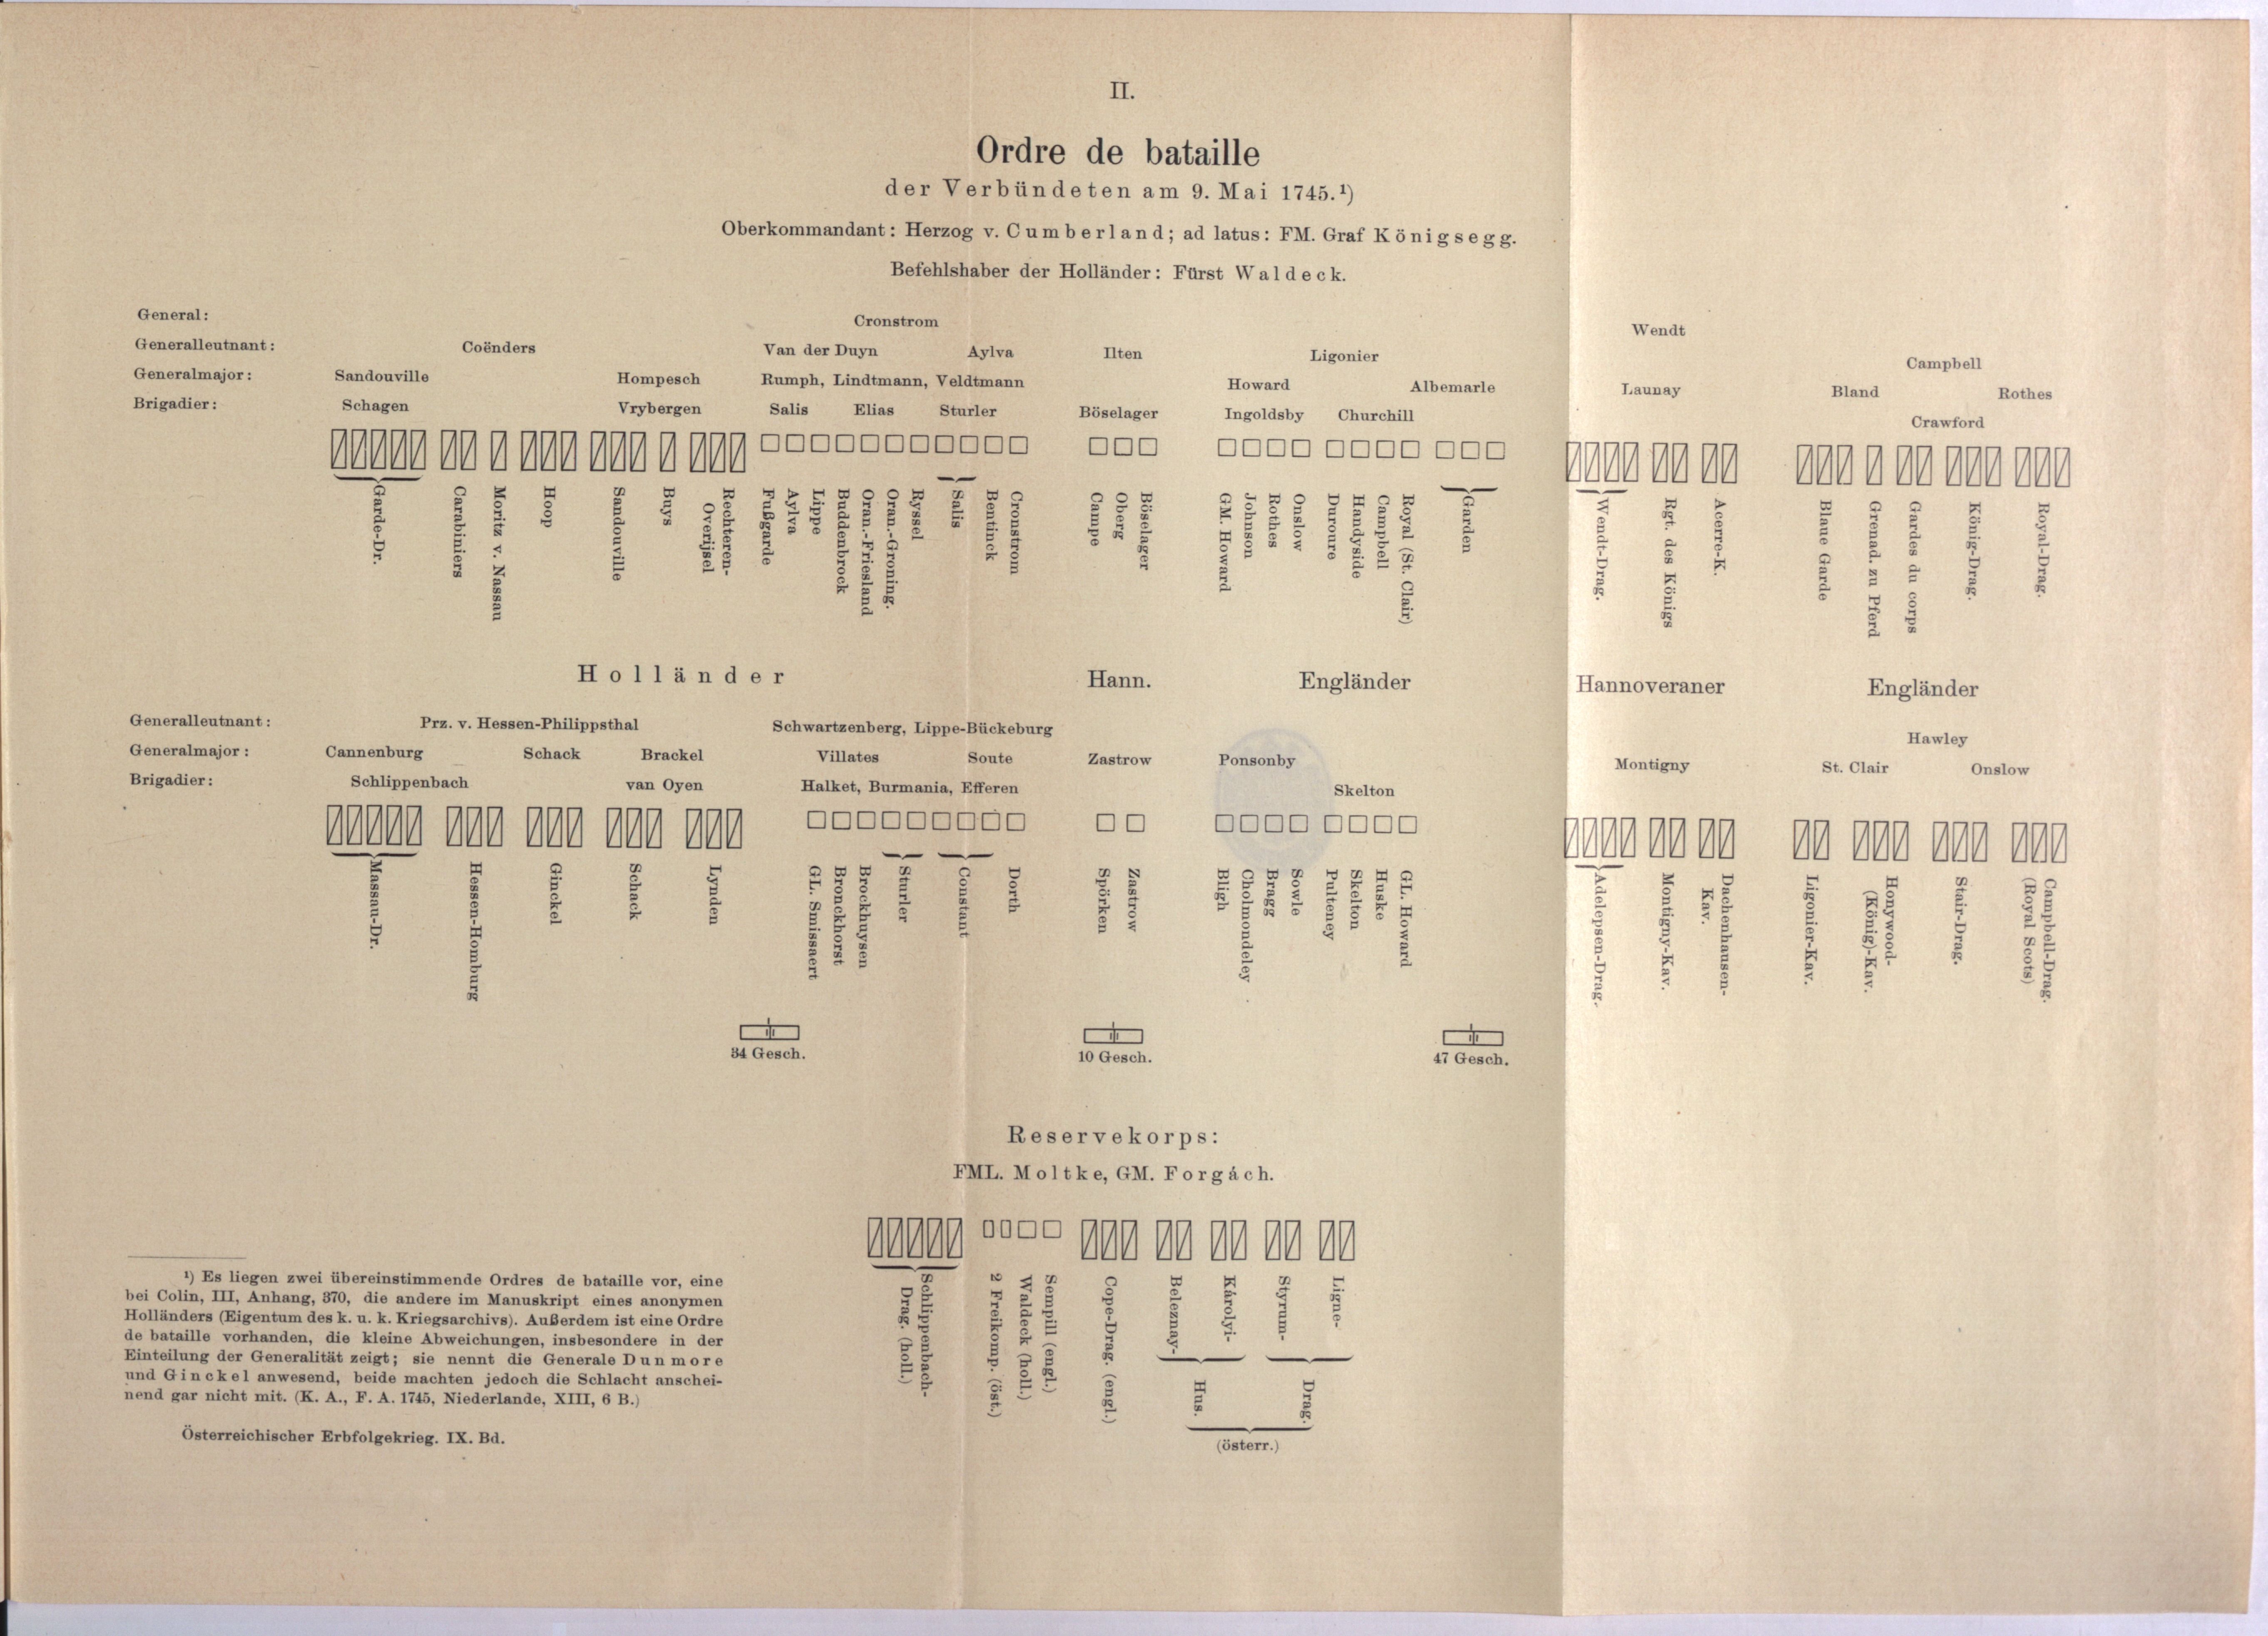 II.
Ordre de bataille
der Verbündeten am 9. Mai 1745.¹)
Oberkommandant: Herzog v. Cumberland; ad latus: FM. Graf Königsegg.
Befehlshaber der Holländer: Fürst Waldeck.
General: Cronstrom Wendt
Generalleutnant: Coënders Van der Duyn Aylva Ilten Ligonier Campbell
Generalmajor: Sandouville Hompesch Rumph, Lindtmann, Veldtmann Howard Albemarle Launay Bland Rothes
Brigadier: Schagen Vrybergen Salis Elias Sturler Böselager Ingoldsby Churchill Crawford
Garde-Dr.
Carabiniers
Moritz v. Nassau
Hoop
Sandouville
Buys
Rechteren-
Overijsel
Fußgarde
Aylva
Lippe
Buddenbrock
Oran.-Friesland
Oran.-Groning.
Ryssel
Salis
Bentinck
Cronstrom
Campe
Oberg
Böselager
GM. Howard
Johnson
Rothes
Onslow
Duroure
Handyside
Campbell
Royal (St. Clair)
Garden
Wendt-Drag.
Rgt. des Königs
Acerre-K.
Blaue Garde
Grenad. zu Pferd
Gardes du corps
König-Drag.
Royal-Drag.
Holländer Hann. Engländer Hannoveraner Engländer
Generalleutnant: Prz. v. Hessen-Philippsthal Schwartzenberg, Lippe-Bückeburg Hawley
Generalmajor: Cannenburg Schack Brackel Villates Soute Zastrow Ponsonby Montigny St. Clair Onslow
Brigadier: Schlippenbach van Oyen Halket, Burmania, Efferen Skelton
Massau-Dr.
Hessen-Homburg
Ginckel
Schack
Lynden
GL. Smissaert
Bronckhorst
Brockhuysen
Sturler
Constant
Dorth
Spörken
Zastrow
Bligh
Cholmondeley
Bragg
Sowle
Pulteney
Skelton
Huske
GL. Howard
Adelepsen-Drag.
Montigny-Kav.
Dachenhausen-
Kav.
Ligonier-Kav.
Honywood-
(König)-Kav.
Stair-Drag.
Campbell-Drag.
(Royal Scots)
34 Gesch. 10 Gesch. 47 Gesch.
Reservekorps:
FML. Moltke, GM. Forgách.
Schlippenbach-
Drag. (holl.)
2 Freikomp. (öst.)
Waldeck (holl.)
Sempill (engl.)
Cope-Drag. (engl.)
Beleznay-
Károlyi-
Hus.
Styrum-
Ligne-
Drag.
(österr.)
¹) Es liegen zwei übereinstimmende Ordres de bataille vor, eine
bei Colin, III, Anhang, 370, die andere im Manuskript eines anonymen
Holländers (Eigentum des k. u. k. Kriegsarchivs). Außerdem ist eine Ordre
de bataille vorhanden, die kleine Abweichungen, insbesondere in der
Einteilung der Generalität zeigt; sie nennt die Generale Dunmore
und Ginckel anwesend, beide machten jedoch die Schlacht anschei-
nend gar nicht mit. (K. A., F. A. 1745, Niederlande, XIII, 6 B.)
Österreichischer Erbfolgekrieg. IX. Bd.